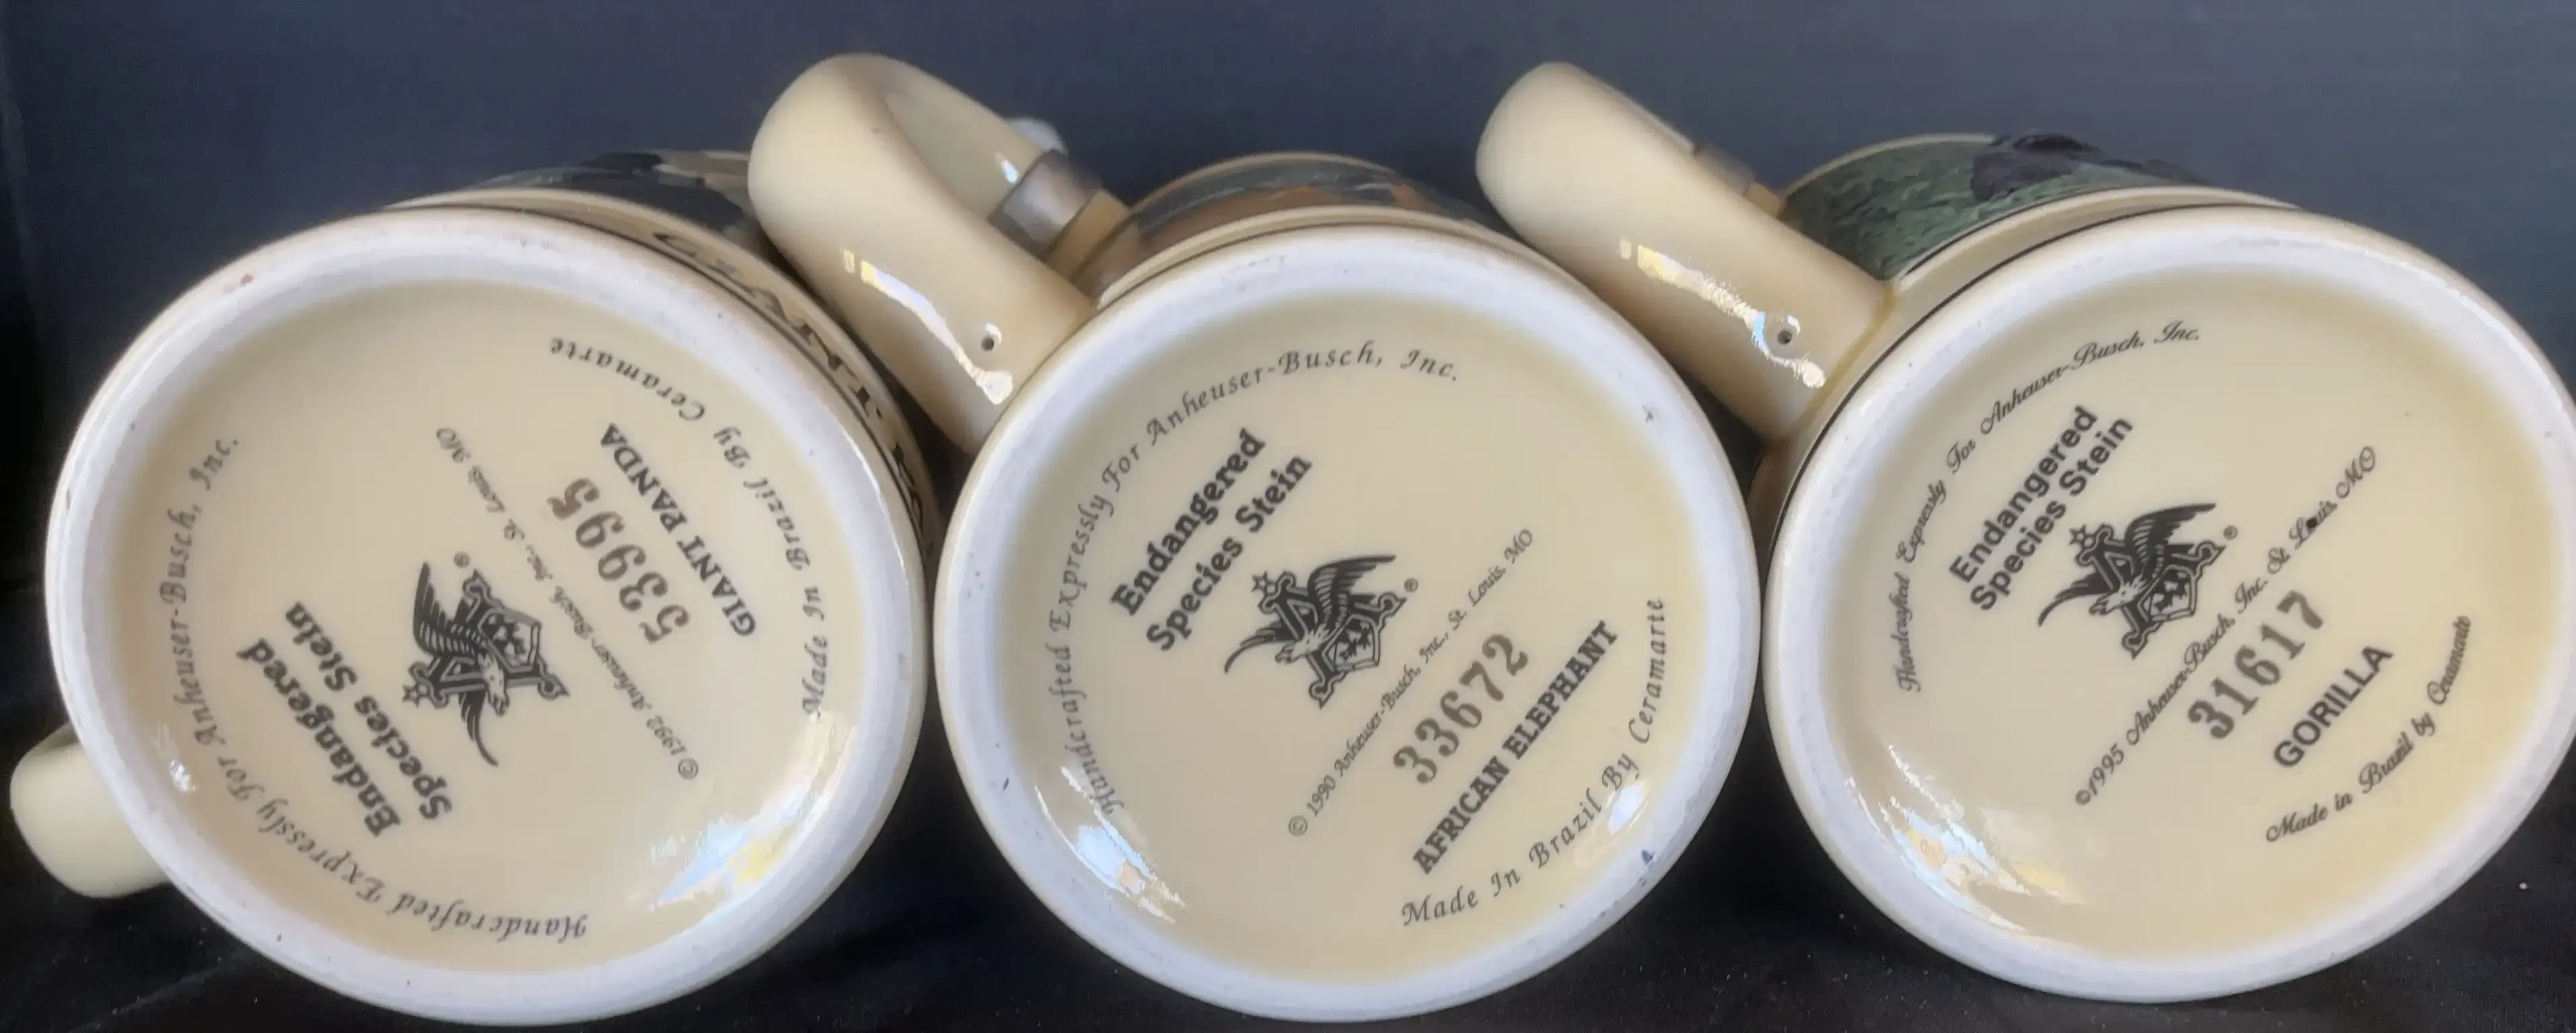 Handcrafted Expressly For Anheuser-Busch, Inc.
Endangered
Species Stein
®
© 1992 Anheuser-Busch, Inc., St. Louis, MO
53995
GIANT PANDA
Made In Brazil By Ceramarte
Handcrafted Expressly For Anheuser-Busch, Inc.
Endangered
Species Stein
®
© 1990 Anheuser-Busch, Inc., St. Louis, MO
33672
AFRICAN ELEPHANT
Made In Brazil By Ceramarte
Handcrafted Expressly For Anheuser-Busch, Inc.
Endangered
Species Stein
®
©1995 Anheuser-Busch, Inc. St. Louis, MO
31617
GORILLA
Made in Brazil by Ceramarte